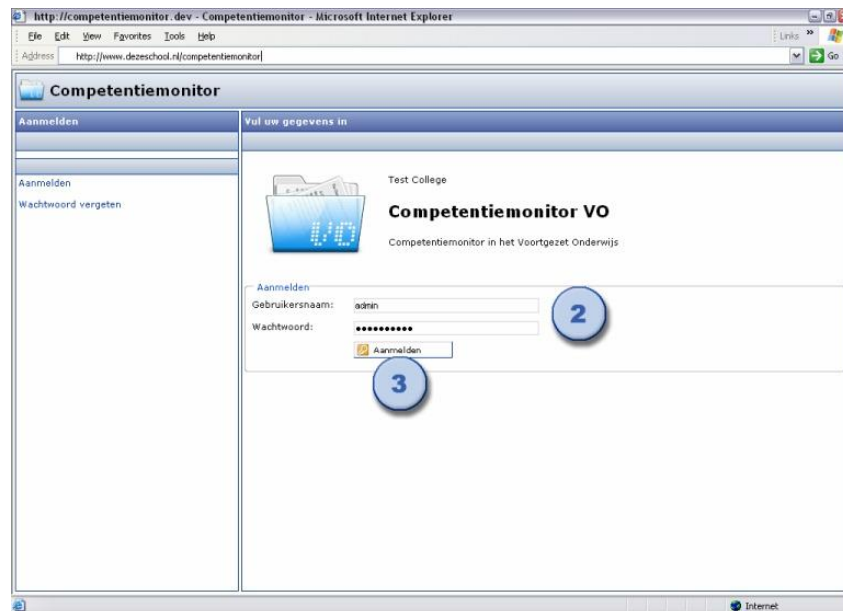 http://competentiemonitor.dev - Competentiemonitor - Microsoft Internet Explorer
File Edit View Favorites Tools Help
Links »
Address http://www.dezeschool.nl/competentiemonitor
Go
Competentiemonitor
Aanmelden
Vul uw gegevens in
Aanmelden
Wachtwoord vergeten
VO
Test College
Competentiemonitor VO
Competentiemonitor in het Voortgezet Onderwijs
Aanmelden
Gebruikersnaam: admin
2
Wachtwoord: ●●●●●●●●●●
Aanmelden
3
Internet